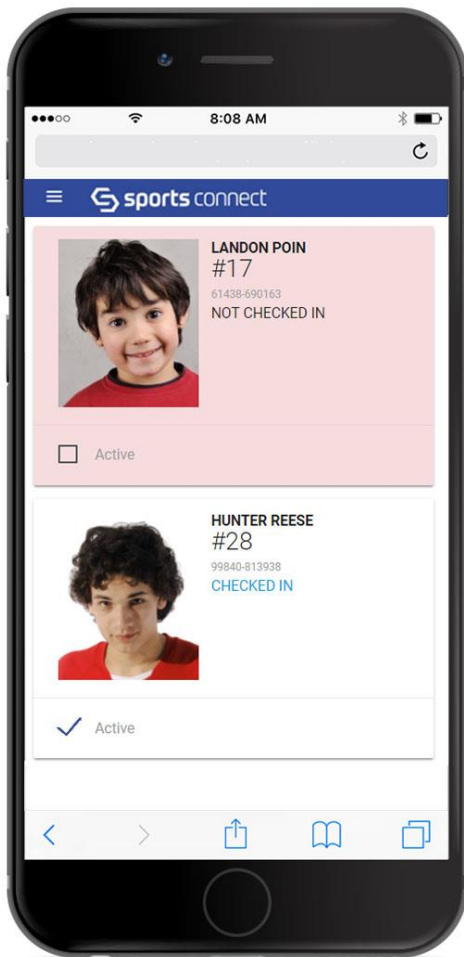 8:08 AM
sports connect
LANDON POIN
#17
61438-690163
NOT CHECKED IN
Active
HUNTER REESE
#28
99840-813938
CHECKED IN
Active